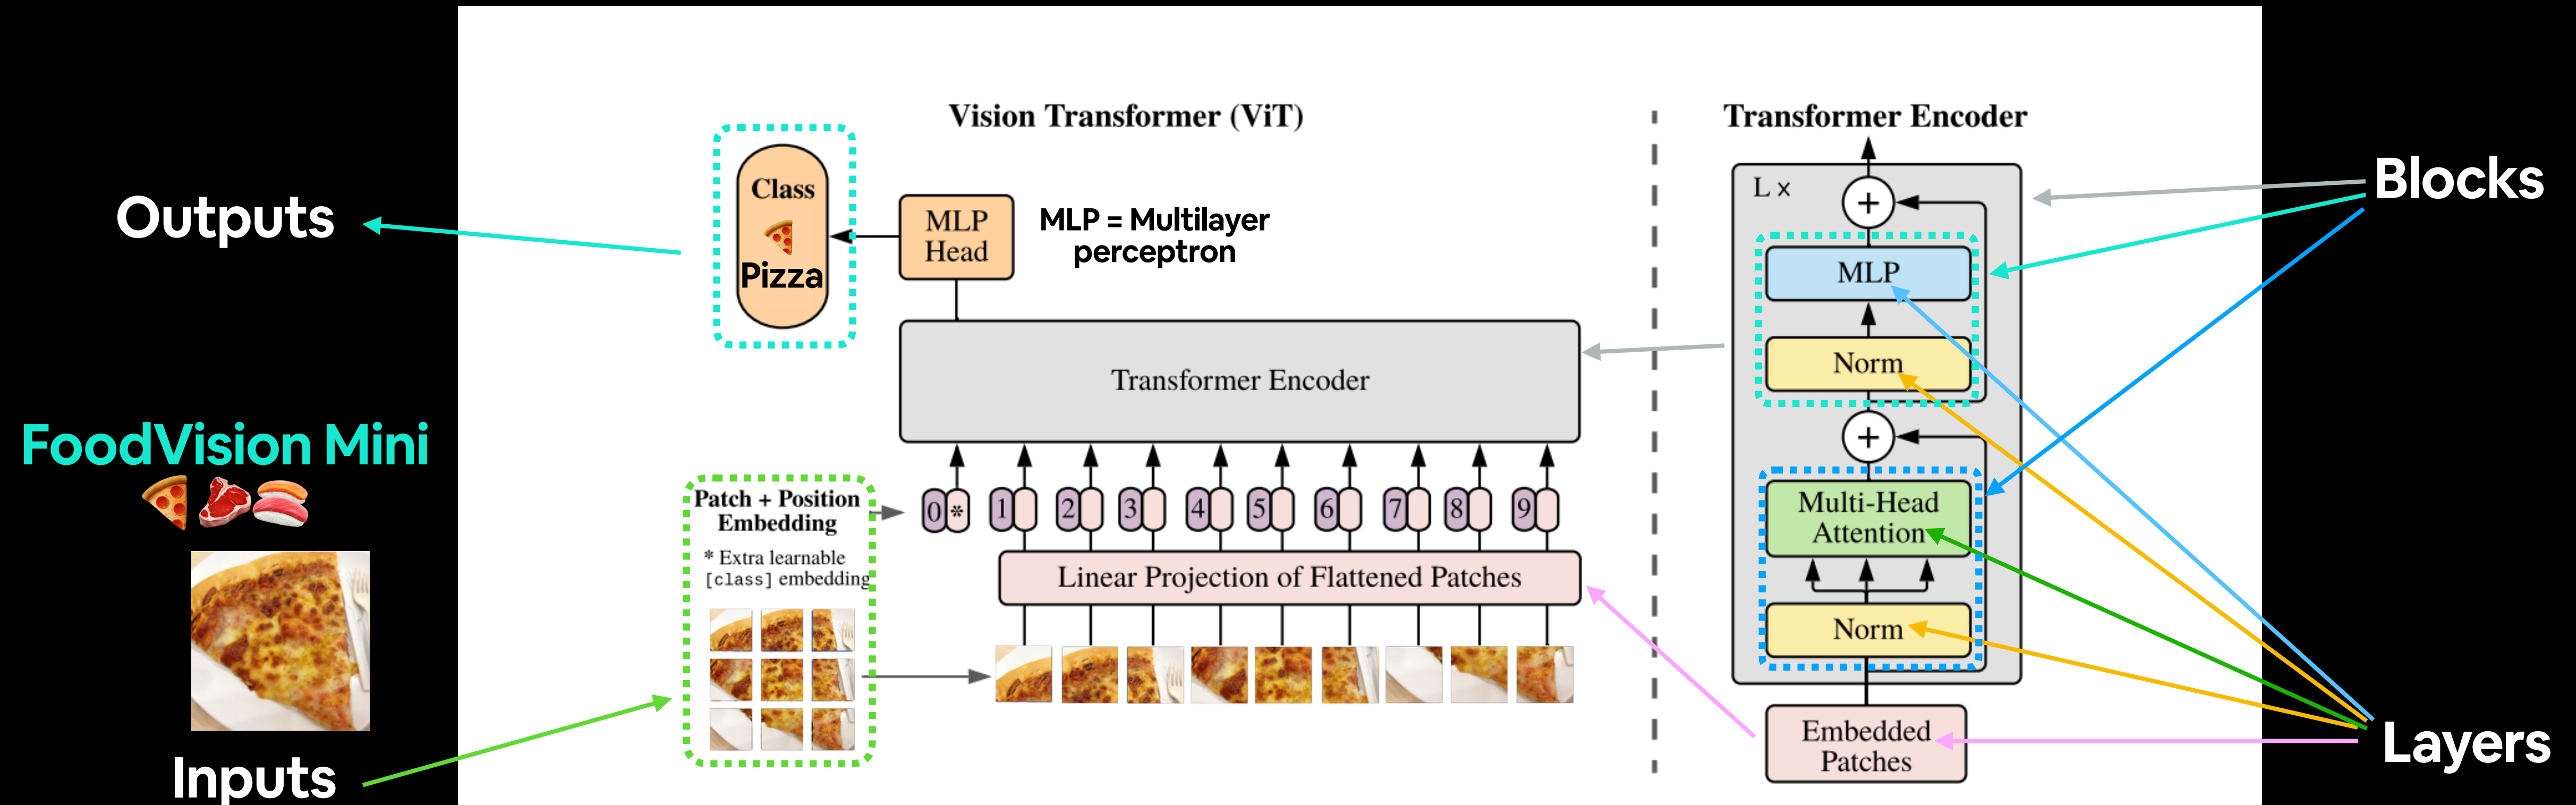 Outputs
FoodVision Mini
Inputs
Vision Transformer (ViT)
Class
Pizza
MLP
Head
MLP = Multilayer
perceptron
Transformer Encoder
Patch + Position
Embedding
* Extra learnable
[class] embedding
0 *
1
2
3
4
5
6
7
8
9
Linear Projection of Flattened Patches
Transformer Encoder
L ×
+
MLP
Norm
+
Multi-Head
Attention
Norm
Embedded
Patches
Blocks
Layers